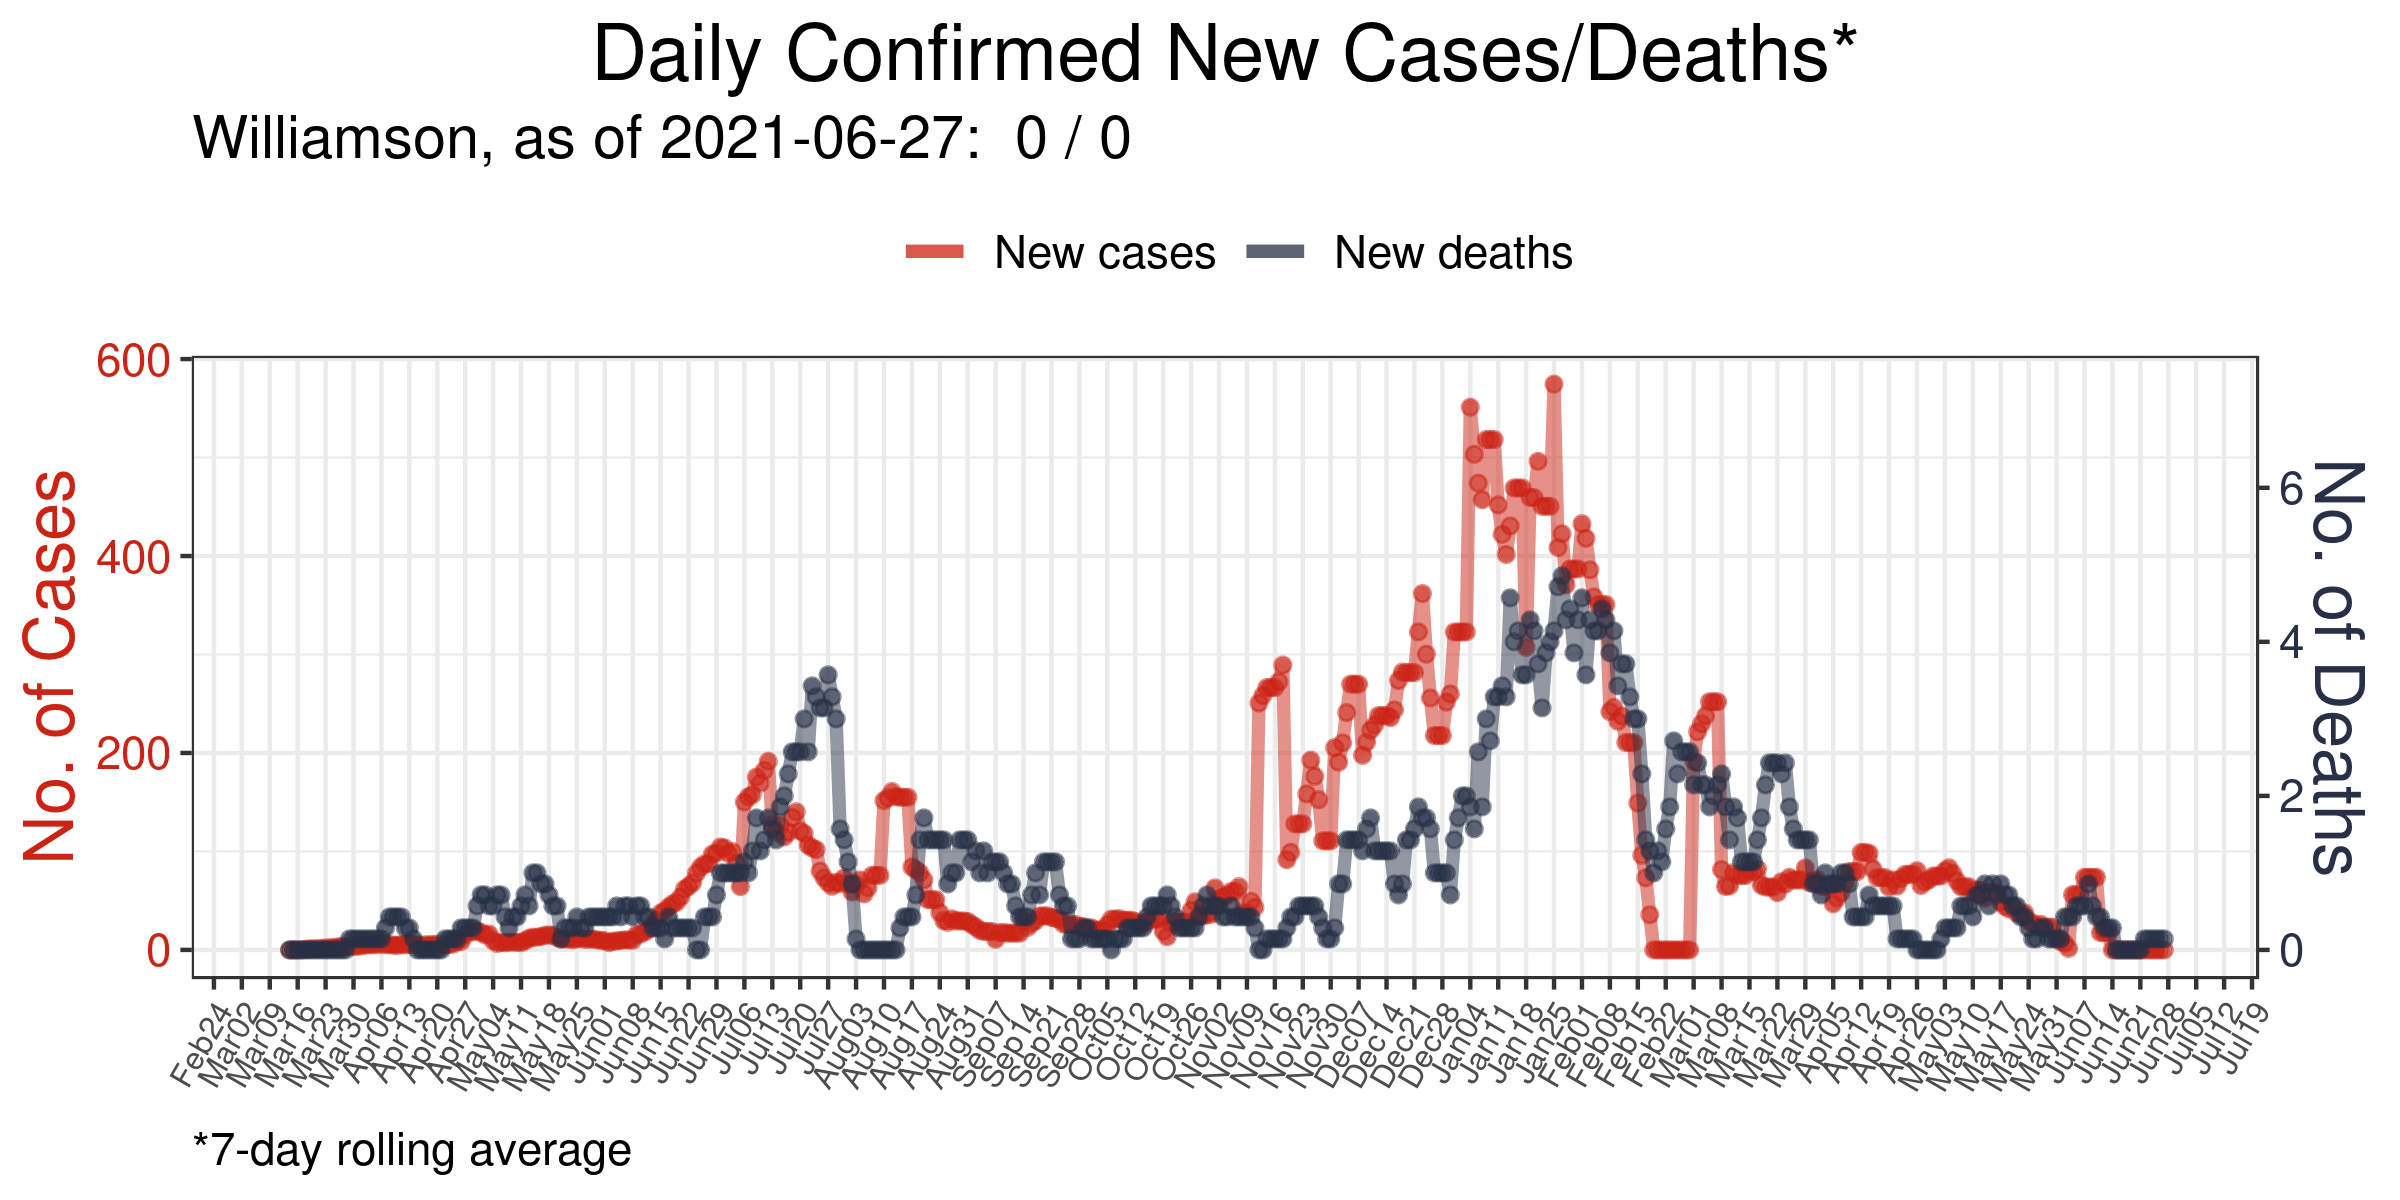 Daily Confirmed New Cases/Deaths*
Williamson, as of 2021-06-27:  0 / 0
New cases
New deaths
No. of Cases
600
400
200
0
No. of Deaths
6
4
2
0
Feb24
Mar02
Mar09
Mar16
Mar23
Mar30
Apr06
Apr13
Apr20
Apr27
May04
May11
May18
May25
Jun01
Jun08
Jun15
Jun22
Jun29
Jul06
Jul13
Jul20
Jul27
Aug03
Aug10
Aug17
Aug24
Aug31
Sep07
Sep14
Sep21
Sep28
Oct05
Oct12
Oct19
Oct26
Nov02
Nov09
Nov16
Nov23
Nov30
Dec07
Dec14
Dec21
Dec28
Jan04
Jan11
Jan18
Jan25
Feb01
Feb08
Feb15
Feb22
Mar01
Mar08
Mar15
Mar22
Mar29
Apr05
Apr12
Apr19
Apr26
May03
May10
May17
May24
May31
Jun07
Jun14
Jun21
Jun28
Jul05
Jul12
Jul19
*7-day rolling average